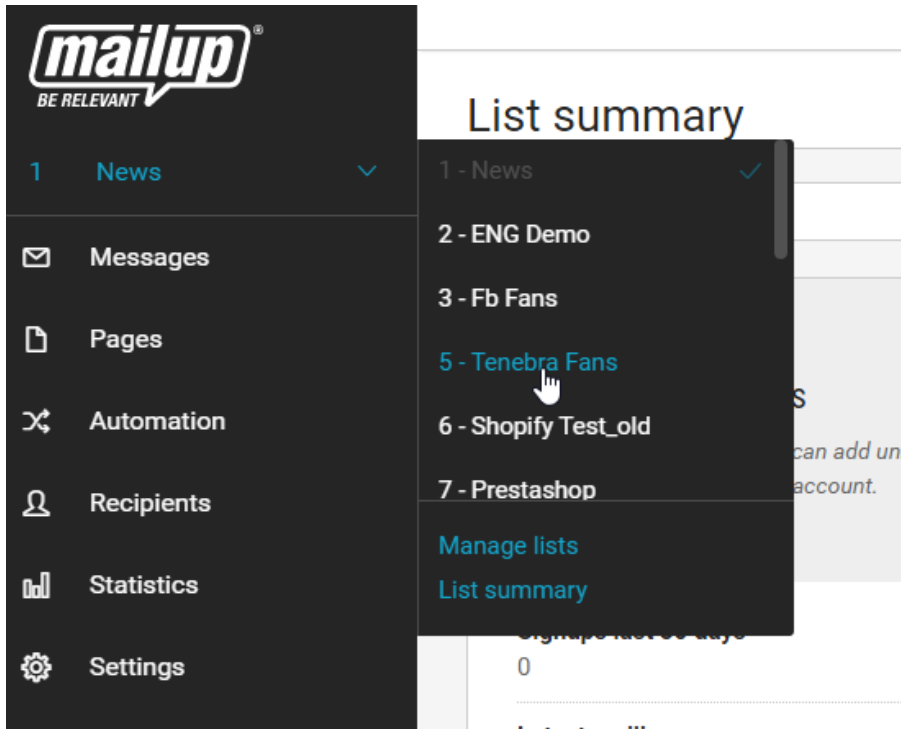 mailup®
BE RELEVANT
1 News
Messages
Pages
Automation
Recipients
Statistics
Settings
List summary
1 - News
2 - ENG Demo
3 - Fb Fans
5 - Tenebra Fans
6 - Shopify Test_old
7 - Prestashop
Manage lists
List summary
s
can add un
account.
0